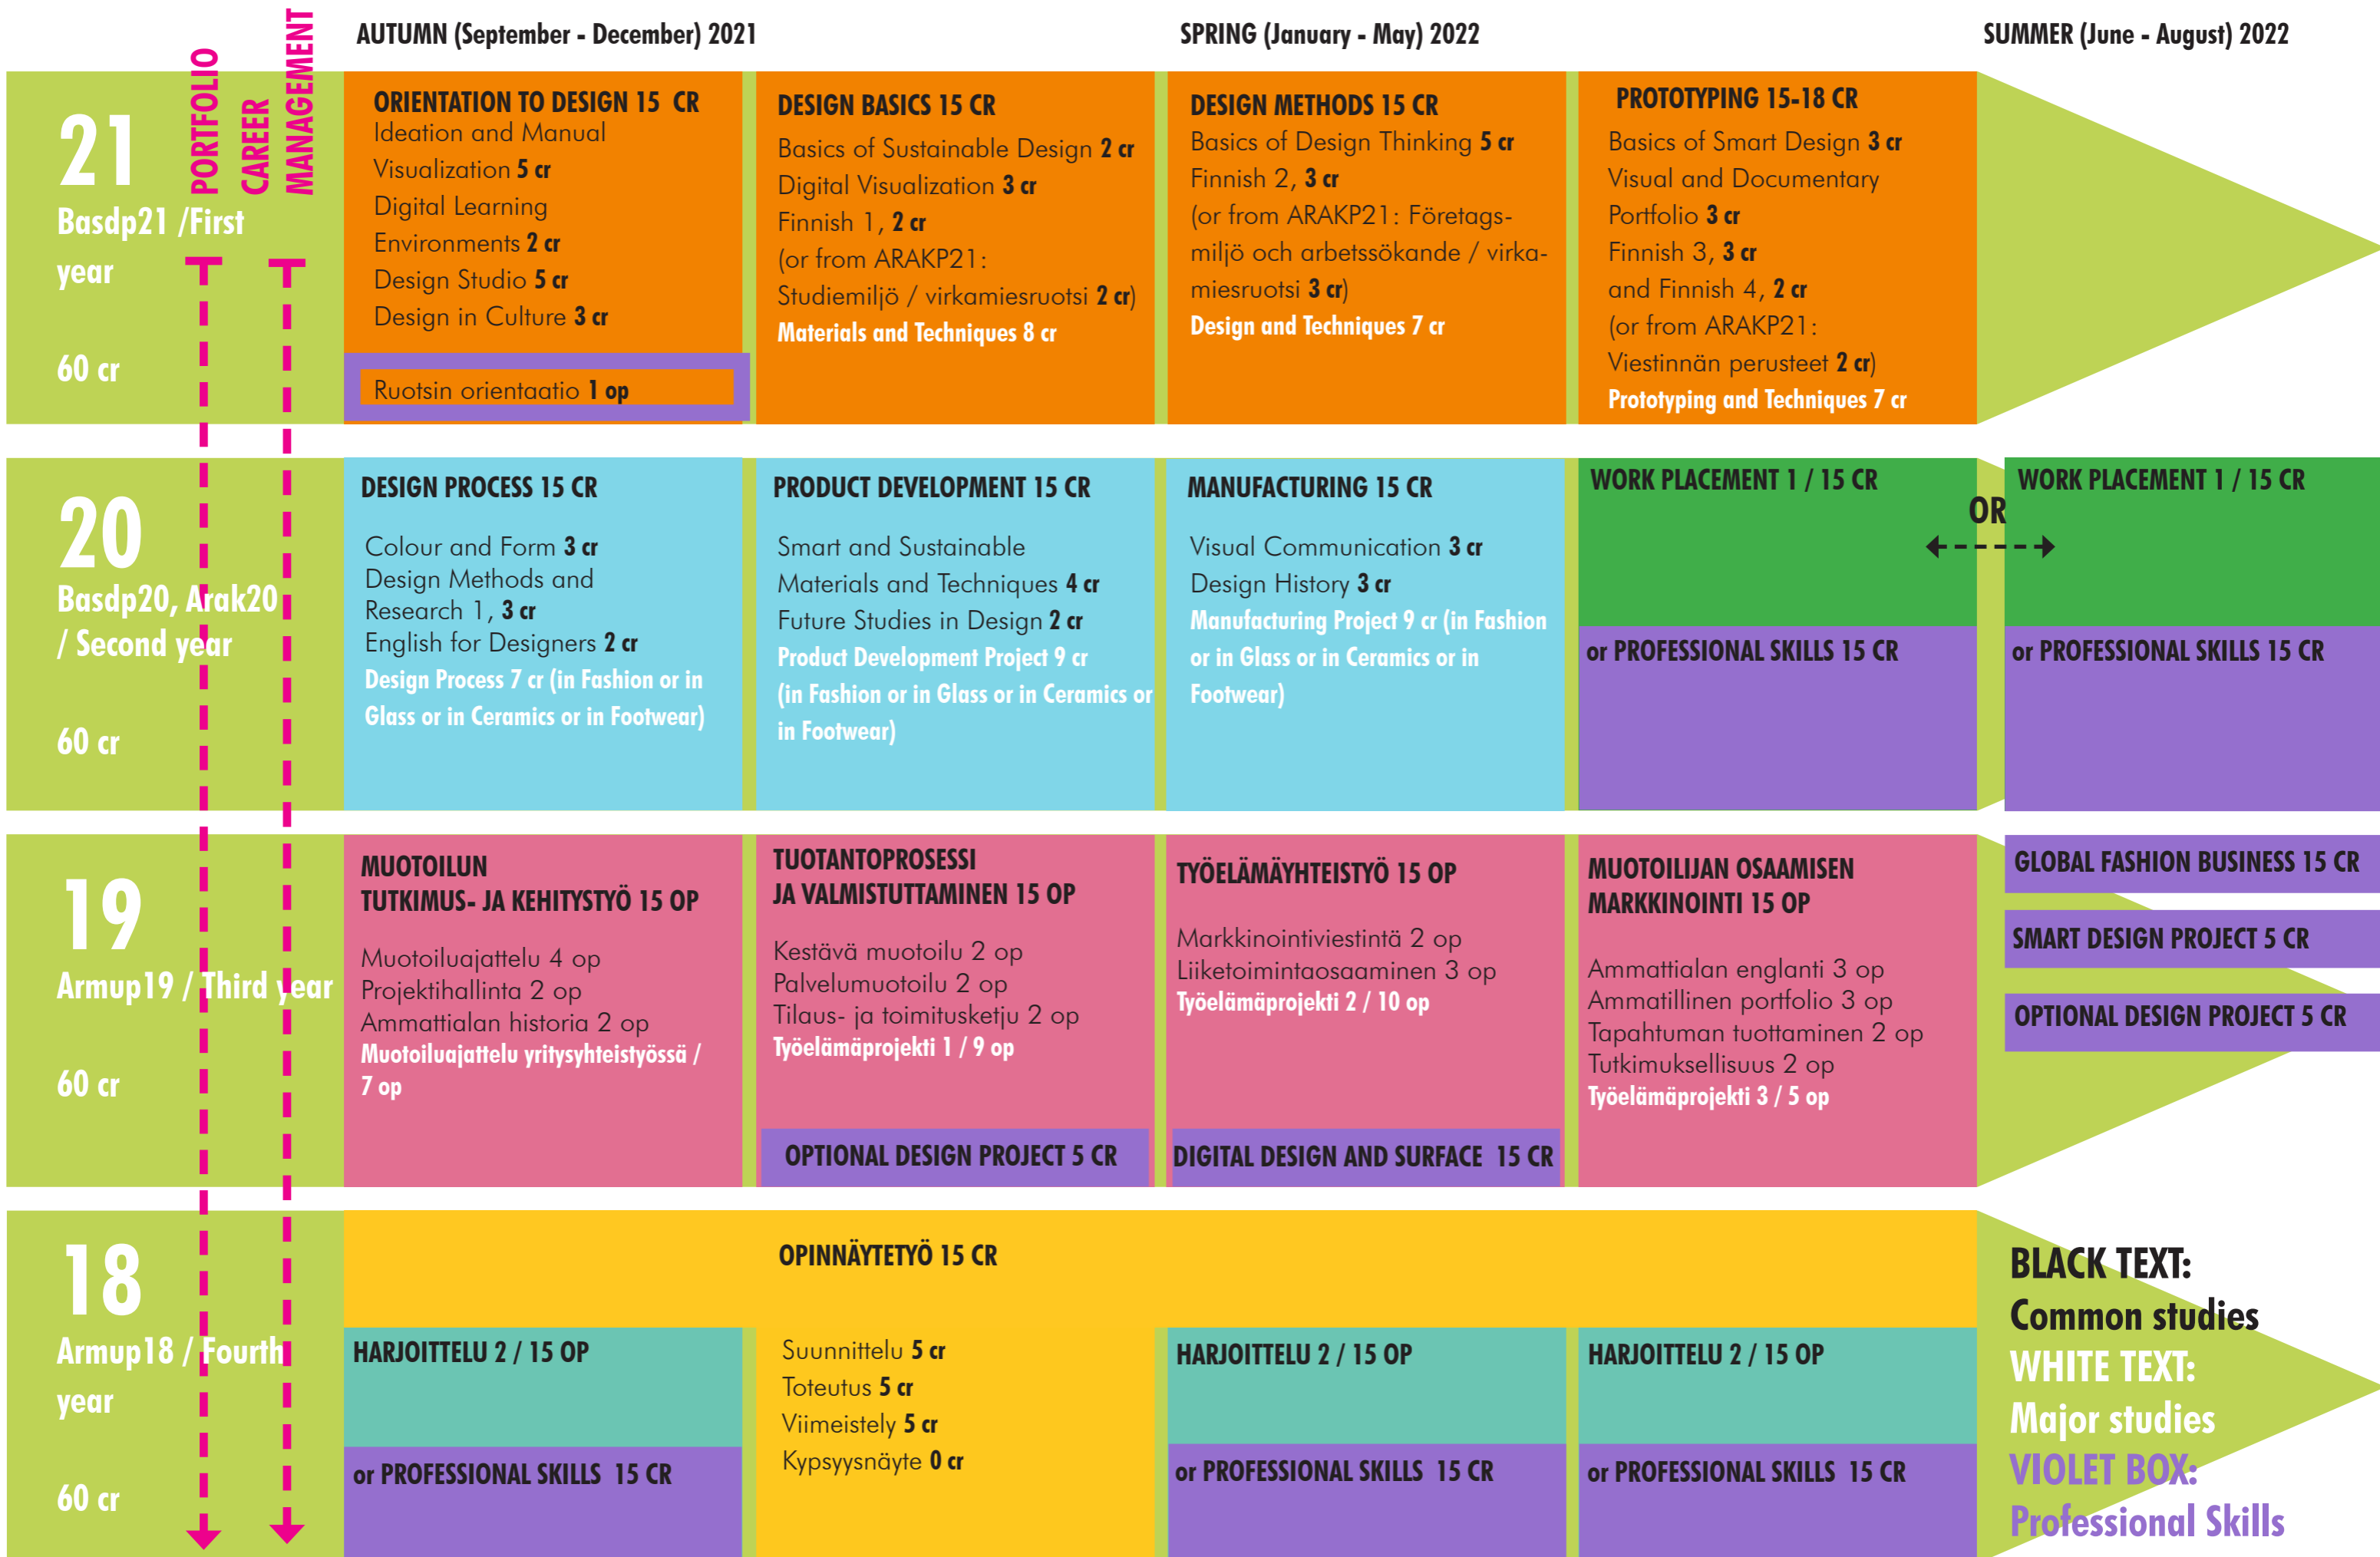 PORTFOLIO
CAREER
MANAGEMENT
AUTUMN (September - December) 2021
SPRING (January - May) 2022
SUMMER (June - August) 2022
21
Basdp21 /First
year
60 cr
ORIENTATION TO DESIGN 15 CR
Ideation and Manual
Visualization 5 cr
Digital Learning
Environments 2 cr
Design Studio 5 cr
Design in Culture 3 cr
Ruotsin orientaatio 1 op
DESIGN BASICS 15 CR
Basics of Sustainable Design 2 cr
Digital Visualization 3 cr
Finnish 1, 2 cr
(or from ARAKP21:
Studiemiljö / virkamiesruotsi 2 cr)
Materials and Techniques 8 cr
DESIGN METHODS 15 CR
Basics of Design Thinking 5 cr
Finnish 2, 3 cr
(or from ARAKP21: Företags-
miljö och arbetssökande / virka-
miesruotsi 3 cr)
Design and Techniques 7 cr
PROTOTYPING 15-18 CR
Basics of Smart Design 3 cr
Visual and Documentary
Portfolio 3 cr
Finnish 3, 3 cr
and Finnish 4, 2 cr
(or from ARAKP21:
Viestinnän perusteet 2 cr)
Prototyping and Techniques 7 cr
20
Basdp20, Arak20
/ Second year
60 cr
DESIGN PROCESS 15 CR
Colour and Form 3 cr
Design Methods and
Research 1, 3 cr
English for Designers 2 cr
Design Process 7 cr (in Fashion or in
Glass or in Ceramics or in Footwear)
PRODUCT DEVELOPMENT 15 CR
Smart and Sustainable
Materials and Techniques 4 cr
Future Studies in Design 2 cr
Product Development Project 9 cr
(in Fashion or in Glass or in Ceramics or
in Footwear)
MANUFACTURING 15 CR
Visual Communication 3 cr
Design History 3 cr
Manufacturing Project 9 cr (in Fashion
or in Glass or in Ceramics or in
Footwear)
WORK PLACEMENT 1 / 15 CR
or PROFESSIONAL SKILLS 15 CR
OR
WORK PLACEMENT 1 / 15 CR
or PROFESSIONAL SKILLS 15 CR
19
Armup19 / Third year
60 cr
MUOTOILUN
TUTKIMUS- JA KEHITYSTYÖ 15 OP
Muotoiluajattelu 4 op
Projektihallinta 2 op
Ammattialan historia 2 op
Muotoiluajattelu yritysyhteistyössä /
7 op
TUOTANTOPROSESSI
JA VALMISTUTTAMINEN 15 OP
Kestävä muotoilu 2 op
Palvelumuotoilu 2 op
Tilaus- ja toimitusketju 2 op
Työelämäprojekti 1 / 9 op
OPTIONAL DESIGN PROJECT 5 CR
TYÖELÄMÄYHTEISTYÖ 15 OP
Markkinointiviestintä 2 op
Liiketoimintaosaaminen 3 op
Työelämäprojekti 2 / 10 op
DIGITAL DESIGN AND SURFACE 15 CR
MUOTOILIJAN OSAAMISEN
MARKKINOINTI 15 OP
Ammattialan englanti 3 op
Ammatillinen portfolio 3 op
Tapahtuman tuottaminen 2 op
Tutkimuksellisuus 2 op
Työelämäprojekti 3 / 5 op
GLOBAL FASHION BUSINESS 15 CR
SMART DESIGN PROJECT 5 CR
OPTIONAL DESIGN PROJECT 5 CR
18
Armup18 / Fourth
year
60 cr
OPINNÄYTETYÖ 15 CR
HARJOITTELU 2 / 15 OP
or PROFESSIONAL SKILLS 15 CR
Suunnittelu 5 cr
Toteutus 5 cr
Viimeistely 5 cr
Kypsyysnäyte 0 cr
HARJOITTELU 2 / 15 OP
or PROFESSIONAL SKILLS 15 CR
HARJOITTELU 2 / 15 OP
or PROFESSIONAL SKILLS 15 CR
BLACK TEXT:
Common studies
WHITE TEXT:
Major studies
VIOLET BOX:
Professional Skills